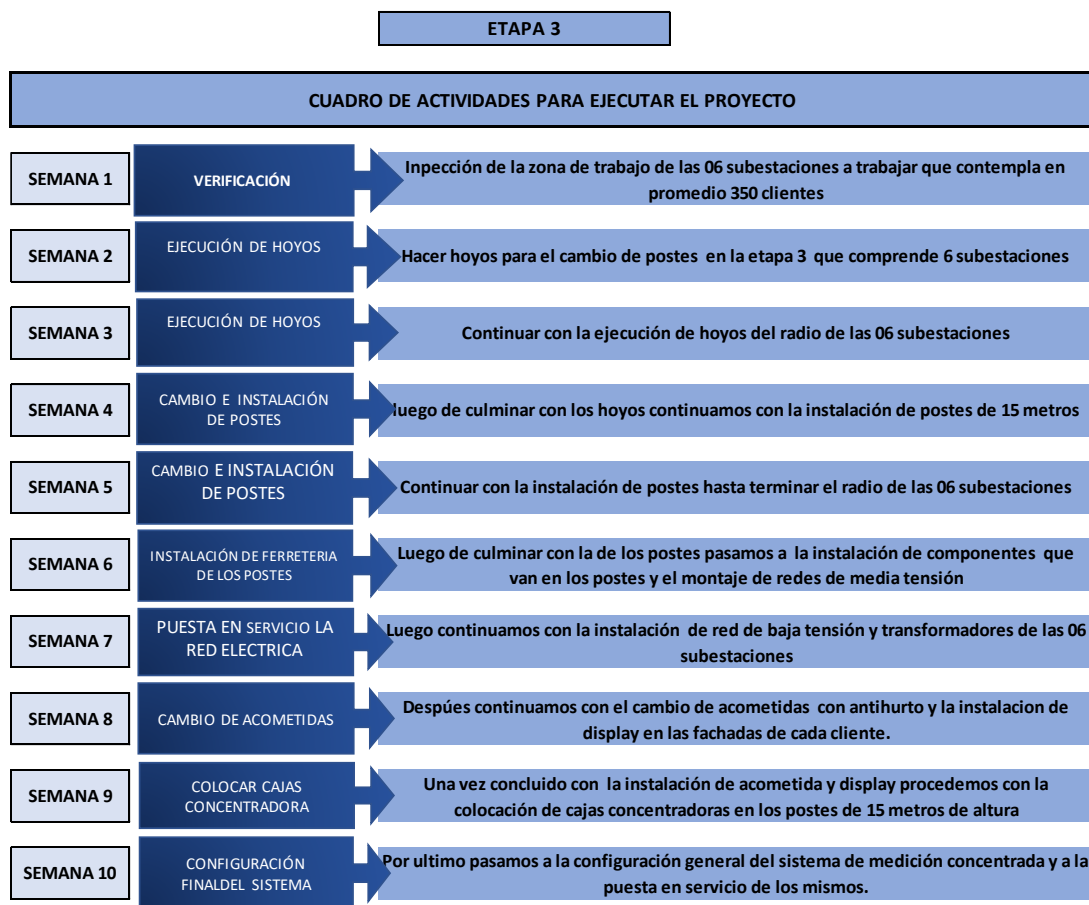 ETAPA 3
CUADRO DE ACTIVIDADES PARA EJECUTAR EL PROYECTO
SEMANA 1
VERIFICACIÓN
Inpección de la zona de trabajo de las 06 subestaciones a trabajar que contempla en
promedio 350 clientes
SEMANA 2
EJECUCIÓN DE HOYOS
Hacer hoyos para el cambio de postes en la etapa 3 que comprende 6 subestaciones
SEMANA 3
EJECUCIÓN DE HOYOS
Continuar con la ejecución de hoyos del radio de las 06 subestaciones
SEMANA 4
CAMBIO E INSTALACIÓN
DE POSTES
luego de culminar con los hoyos continuamos con la instalación de postes de 15 metros
SEMANA 5
CAMBIO E INSTALACIÓN
DE POSTES
Continuar con la instalación de postes hasta terminar el radio de las 06 subestaciones
SEMANA 6
INSTALACIÓN DE FERRETERIA
DE LOS POSTES
Luego de culminar con la de los postes pasamos a la instalación de componentes que
van en los postes y el montaje de redes de media tensión
SEMANA 7
PUESTA EN SERVICIO LA
RED ELECTRICA
Luego continuamos con la instalación de red de baja tensión y transformadores de las 06
subestaciones
SEMANA 8
CAMBIO DE ACOMETIDAS
Despúes continuamos con el cambio de acometidas con antihurto y la instalacion de
display en las fachadas de cada cliente.
SEMANA 9
COLOCAR CAJAS
CONCENTRADORA
Una vez concluido con la instalación de acometida y display procedemos con la
colocación de cajas concentradoras en los postes de 15 metros de altura
SEMANA 10
CONFIGURACIÓN
FINALDEL SISTEMA
Por ultimo pasamos a la configuración general del sistema de medición concentrada y a la
puesta en servicio de los mismos.